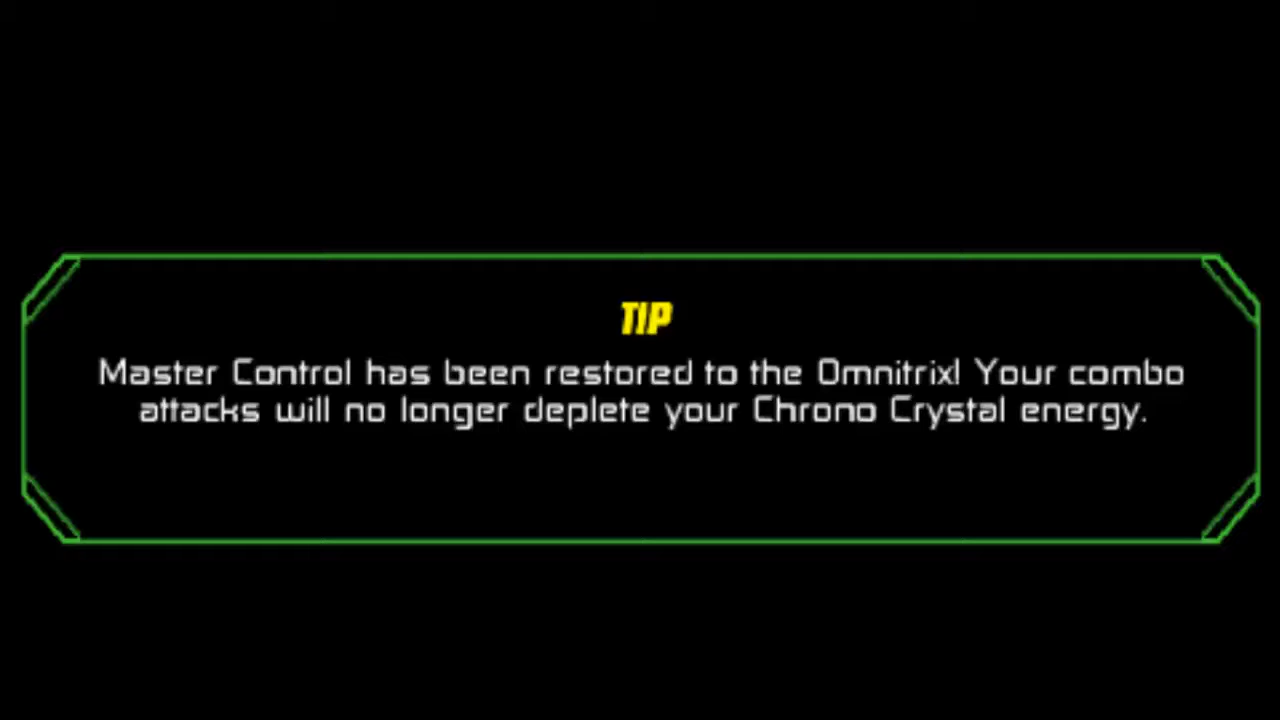 TIP
Master Control has been restored to the Omnitrix! Your combo
attacks will no longer deplete your Chrono Crystal energy.